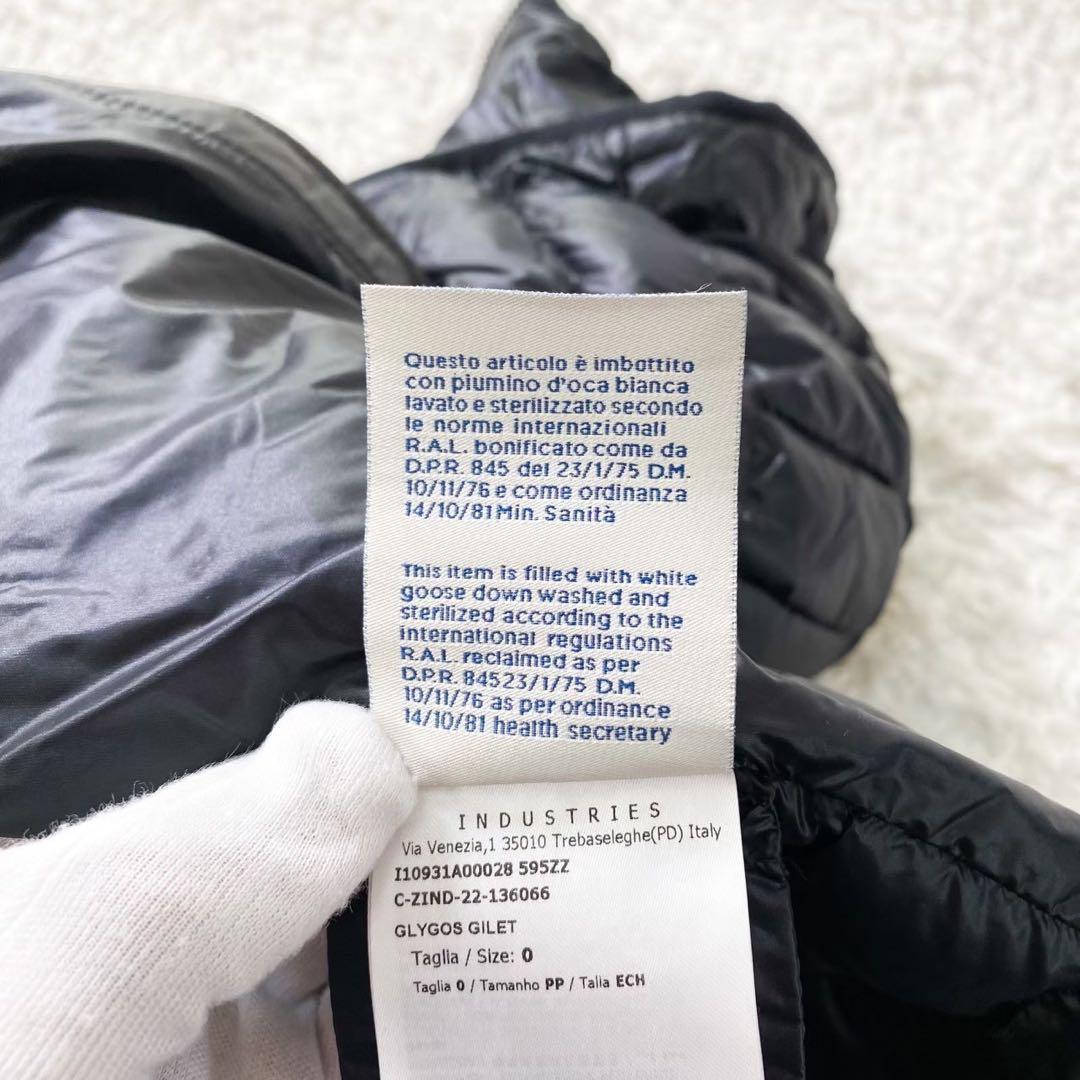 Questo articolo è imbottito
con piumino d'oca bianca
lavato e sterilizzato secondo
le norme internazionali
R.A.L. bonificato come da
D.P.R. 845 del 23/1/75 D.M.
10/11/76 e come ordinanza
14/10/81 Min. Sanità
This item is filled with white
goose down washed and
sterilized according to the
international regulations
R.A.L. reclaimed as per
D.P.R. 84523/1/75 D.M.
10/11/76 as per ordinance
14/10/81 health secretary
INDUSTRIES
Via Venezia,1 35010 Trebaseleghe(PD) Italy
I10931A00028 595ZZ
C-ZIND-22-136066
GLYGOS GILET
Taglia / Size: 0
Taglia 0 / Tamanho PP / Talla ECH